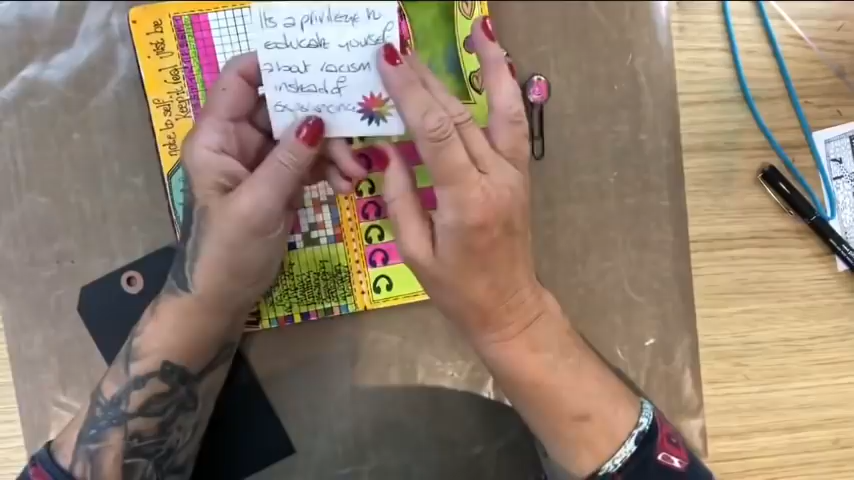 Its a privilege to
educate yourself
about racism
instead of
experiencing
note to self
Keep it real
Just be